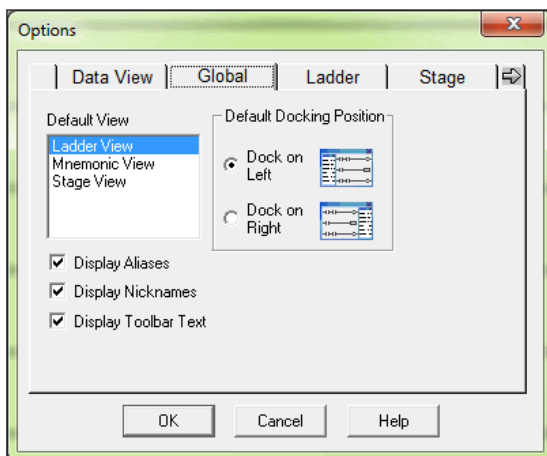 Options
Data View
Global
Ladder
Stage
Default View
Ladder View
Mnemonic View
Stage View
Default Docking Position
Dock on
Left
Dock on
Right
Display Aliases
Display Nicknames
Display Toolbar Text
OK
Cancel
Help